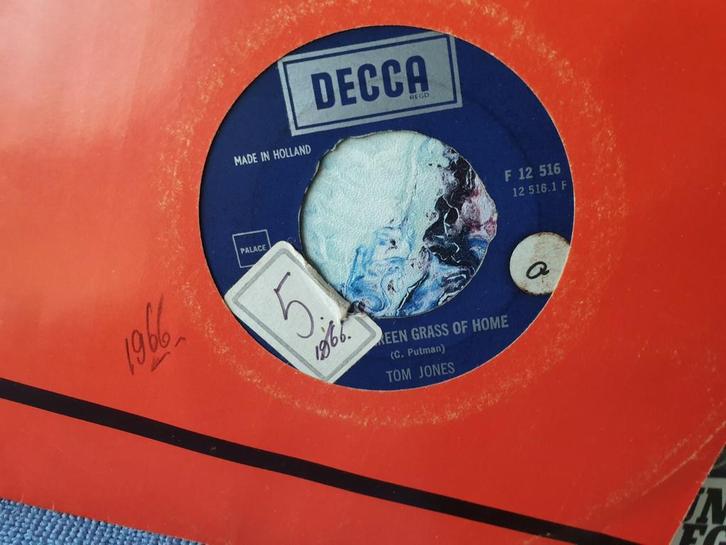 DECCA
REGD
MADE IN HOLLAND
F 12 516
12 516.1 F
PALACE
a
5.
1966.
REEN GRASS OF HOME
(C. Putman)
TOM JONES
1966.